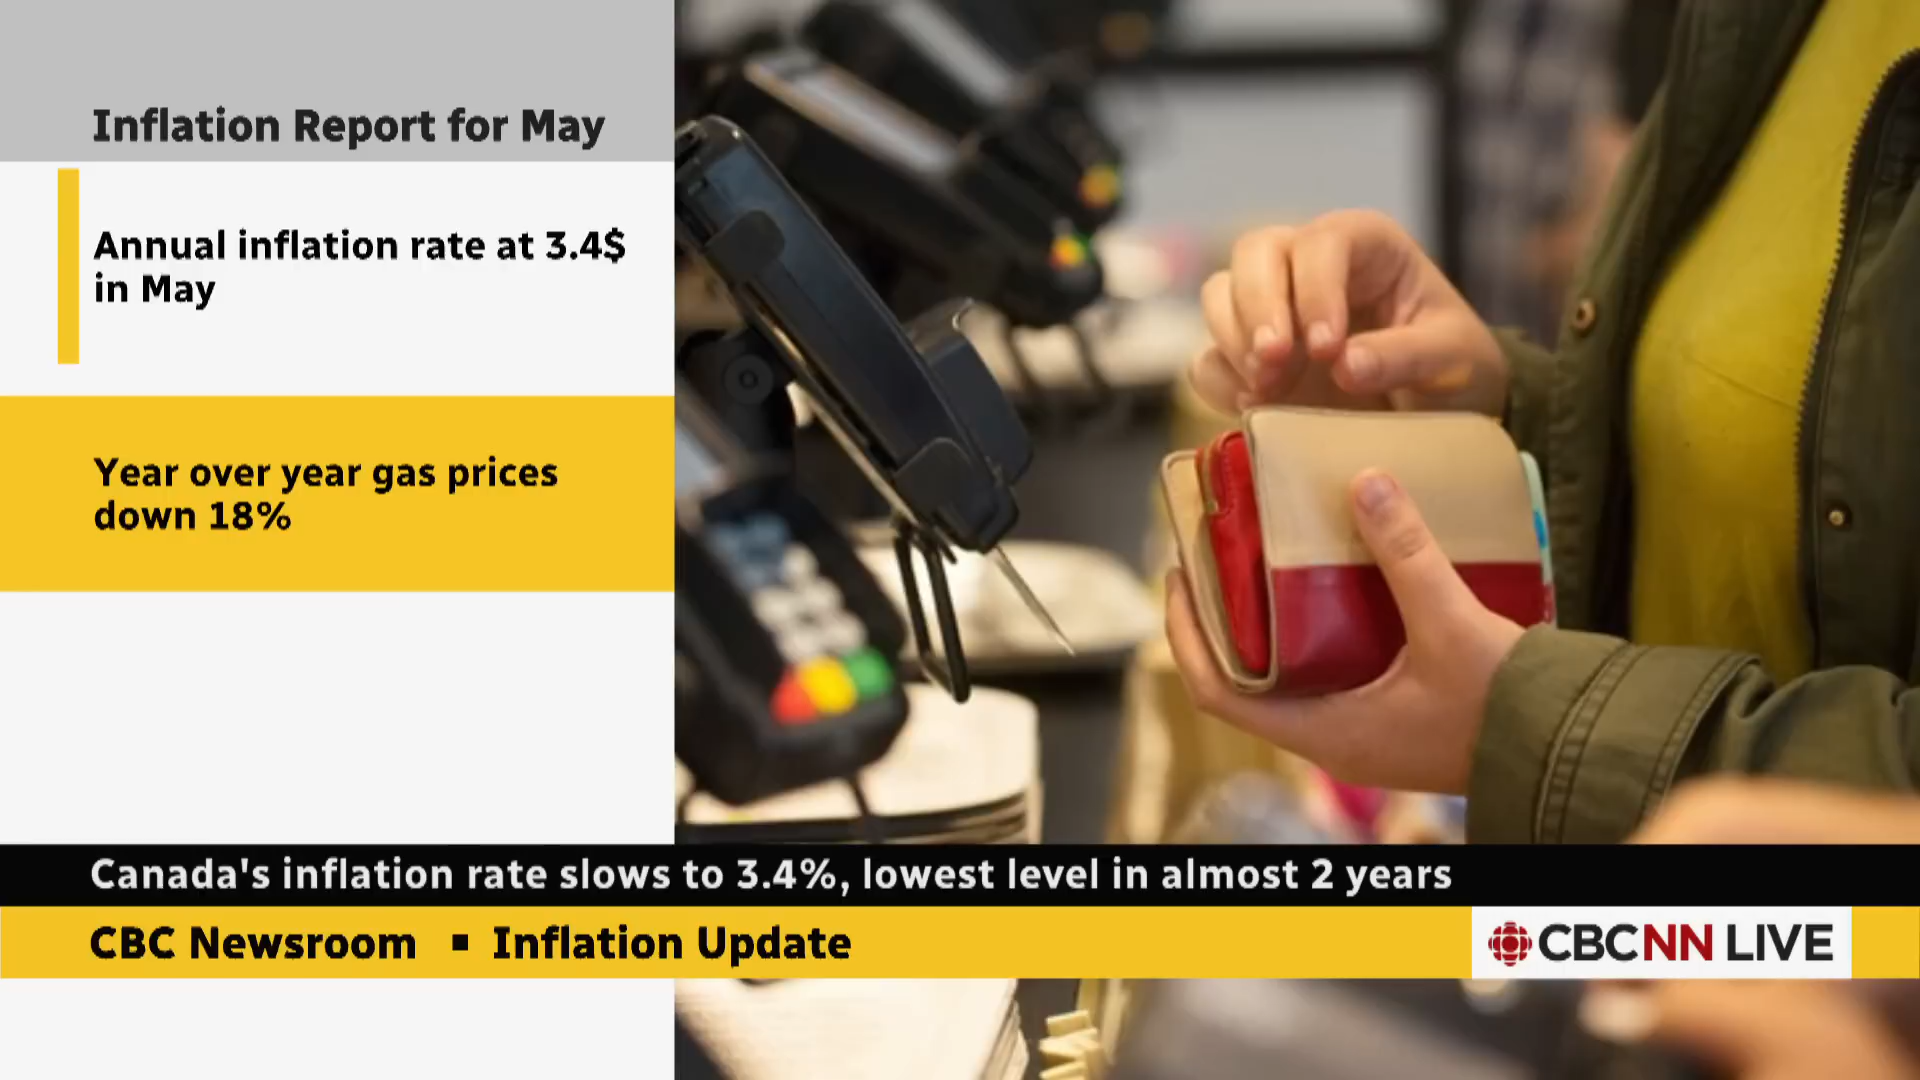 Inflation Report for May
Annual inflation rate at 3.4$
in May
Year over year gas prices
down 18%
Canada's inflation rate slows to 3.4%, lowest level in almost 2 years
CBC Newsroom ▪ Inflation Update
CBCNN LIVE